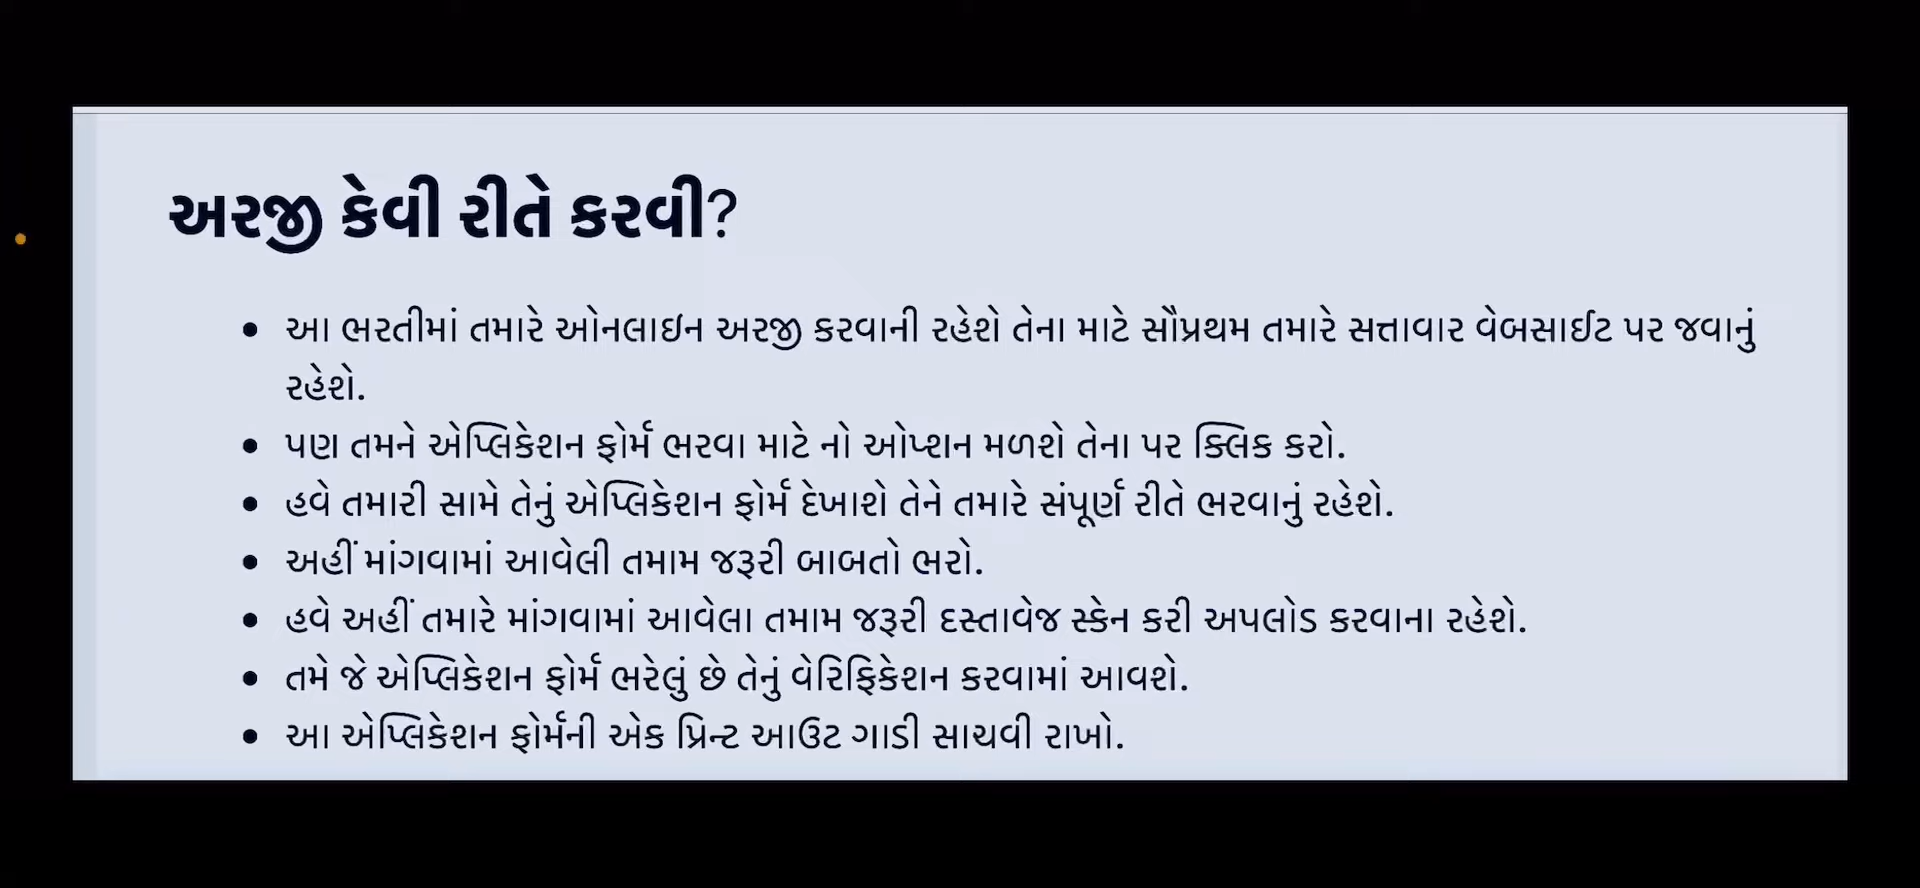 અરજી કેવી રીતે કરવી?
• આ ભરતીમાં તમારે ઓનલાઇન અરજી કરવાની રહેશે તેના માટે સૌપ્રથમ તમારે સત્તાવાર વેબસાઈટ પર જવાનું
રહેશે.
• પણ તમને એપ્લિકેશન ફોર્મ ભરવા માટે નો ઓપ્શન મળશે તેના પર ક્લિક કરો.
• હવે તમારી સામે તેનું એપ્લિકેશન ફોર્મ દેખાશે તેને તમારે સંપૂર્ણ રીતે ભરવાનું રહેશે.
• અહીં માંગવામાં આવેલી તમામ જરૂરી બાબતો ભરો.
• હવે અહીં તમારે માંગવામાં આવેલા તમામ જરૂરી દસ્તાવેજ સ્કેન કરી અપલોડ કરવાના રહેશે.
• તમે જે એપ્લિકેશન ફોર્મ ભરેલું છે તેનું વેરિફિકેશન કરવામાં આવશે.
• આ એપ્લિકેશન ફોર્મની એક પ્રિન્ટ આઉટ ગાડી સાચવી રાખો.